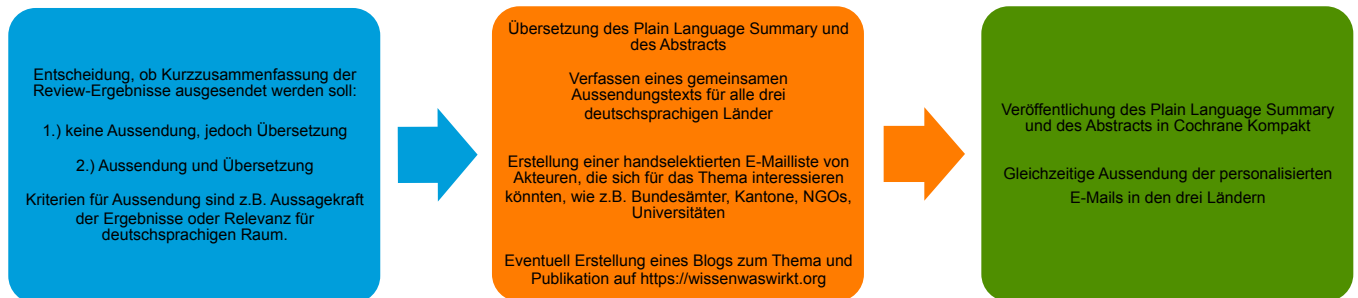 Entscheidung, ob Kurzzusammenfassung der
Review-Ergebnisse ausgesendet werden soll:
1.) keine Aussendung, jedoch Übersetzung
2.) Aussendung und Übersetzung
Kriterien für Aussendung sind z.B. Aussagekraft
der Ergebnisse oder Relevanz für
deutschsprachigen Raum.
Übersetzung des Plain Language Summary und
des Abstracts
Verfassen eines gemeinsamen
Aussendungstexts für alle drei
deutschsprachigen Länder
Erstellung einer handselektierten E-Mailliste von
Akteuren, die sich für das Thema interessieren
könnten, wie z.B. Bundesämter, Kantone, NGOs,
Universitäten
Eventuell Erstellung eines Blogs zum Thema und
Publikation auf https://wissenwaswirkt.org
Veröffentlichung des Plain Language Summary
und des Abstracts in Cochrane Kompakt
Gleichzeitige Aussendung der personalisierten
E-Mails in den drei Ländern